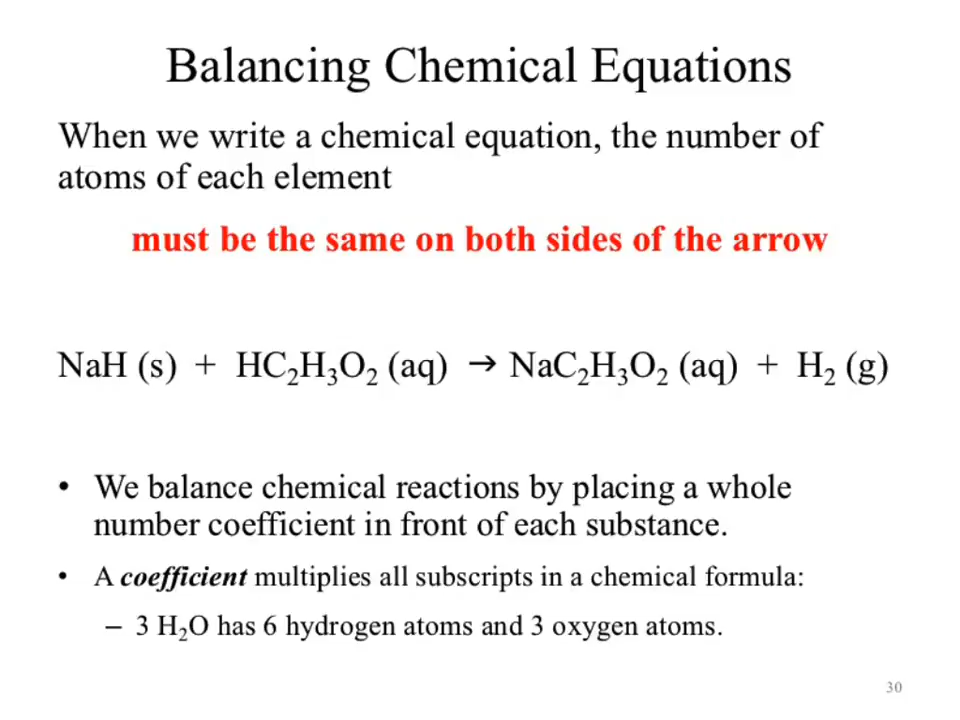 Balancing Chemical Equations
When we write a chemical equation, the number of
atoms of each element
must be the same on both sides of the arrow
NaH (s) + HC₂H₃O₂ (aq) → NaC₂H₃O₂ (aq) + H₂ (g)
• We balance chemical reactions by placing a whole
number coefficient in front of each substance.
• A coefficient multiplies all subscripts in a chemical formula:
– 3 H₂O has 6 hydrogen atoms and 3 oxygen atoms.
30